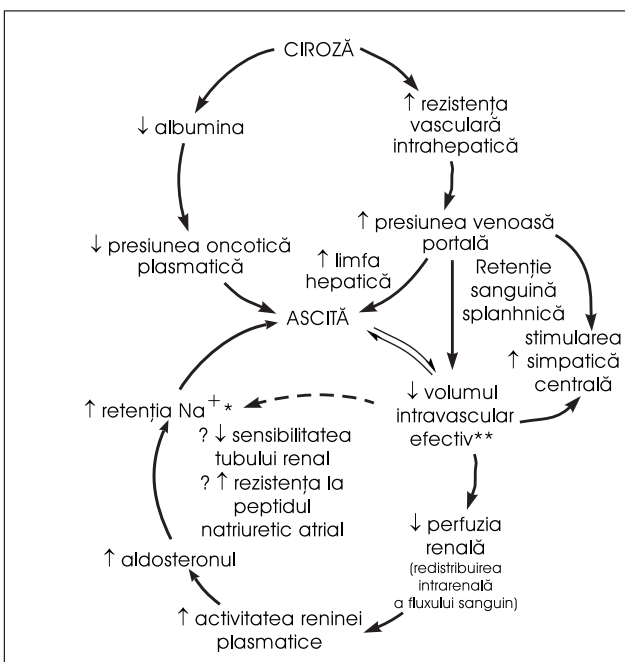 CIROZĂ
↓ albumina
↑ rezistența
vasculară
intrahepatică
↓ presiunea oncotică
plasmatică
↑ presiunea venoasă
portală
↑ limfa
hepatică
Retenție
sanguină
splanhnică
ASCITĂ
stimularea
↑ simpatică
centrală
↑ retenția Na+ *
↓ volumul
intravascular
efectiv**
? ↓ sensibilitatea
tubului renal
? ↑ rezistența la
peptidul
natriuretic atrial
↓ perfuzia
renală
(redistribuirea
intrarenală
a fluxului sanguin)
↑ aldosteronul
↑ activitatea reninei
plasmatice